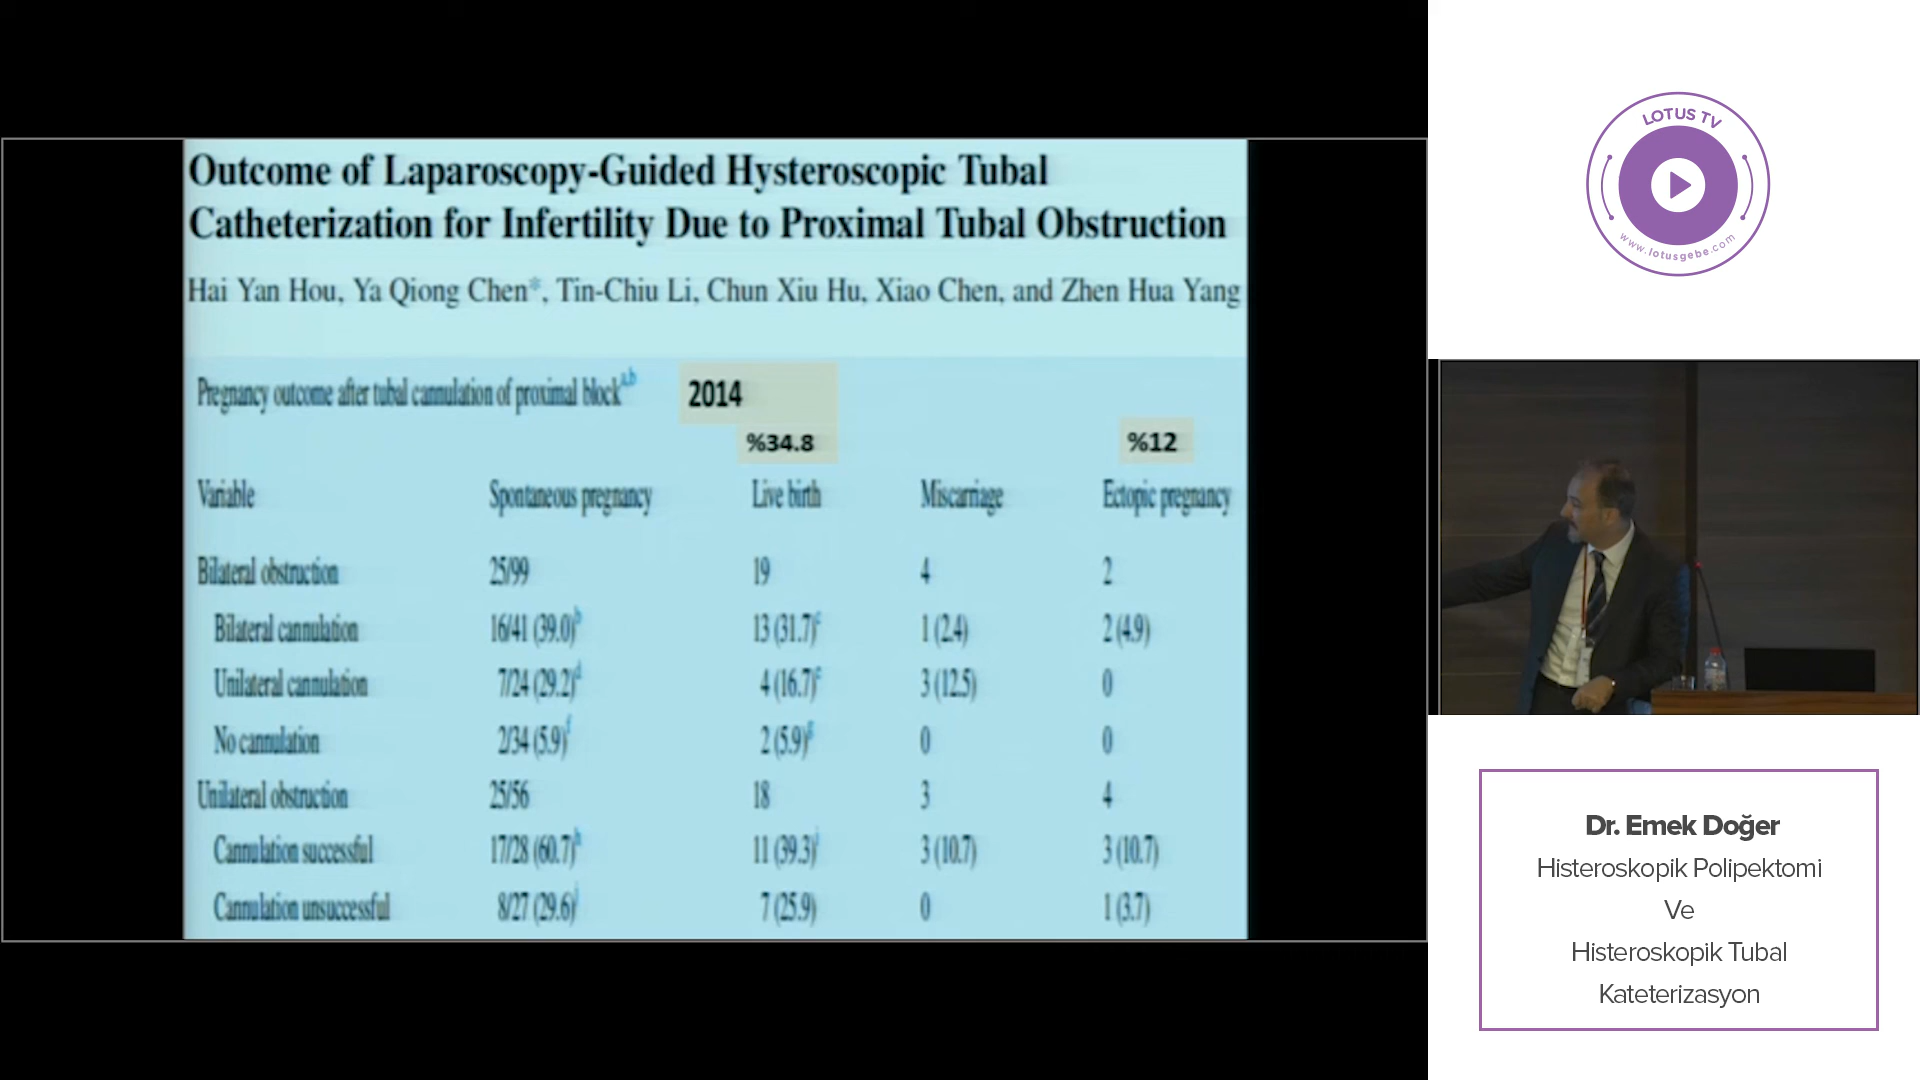 Outcome of Laparoscopy-Guided Hysteroscopic Tubal
Catheterization for Infertility Due to Proximal Tubal Obstruction
Hai Yan Hou, Ya Qiong Chen*, Tin-Chiu Li, Chun Xiu Hu, Xiao Chen, and Zhen Hua Yang
Pregnancy outcome after tubal cannulation of proximal block a,b
2014
%34.8 %12
Variable Spontaneous pregnancy Live birth Miscarriage Ectopic pregnancy
Bilateral obstruction 25/99 19 4 2
Bilateral cannulation 16/41 (39.0)b 13 (31.7)c 1 (2.4) 2 (4.9)
Unilateral cannulation 7/24 (29.2)d 4 (16.7)e 3 (12.5) 0
No cannulation 2/34 (5.9)f 2 (5.9)g 0 0
Unilateral obstruction 25/56 18 3 4
Cannulation successful 17/28 (60.7)h 11 (39.3)i 3 (10.7) 3 (10.7)
Cannulation unsuccessful 8/27 (29.6)j 7 (25.9) 0 1 (3.7)
LOTUS TV
www.lotusgebe.com
Dr. Emek Doğer
Histeroskopik Polipektomi
Ve
Histeroskopik Tubal
Kateterizasyon